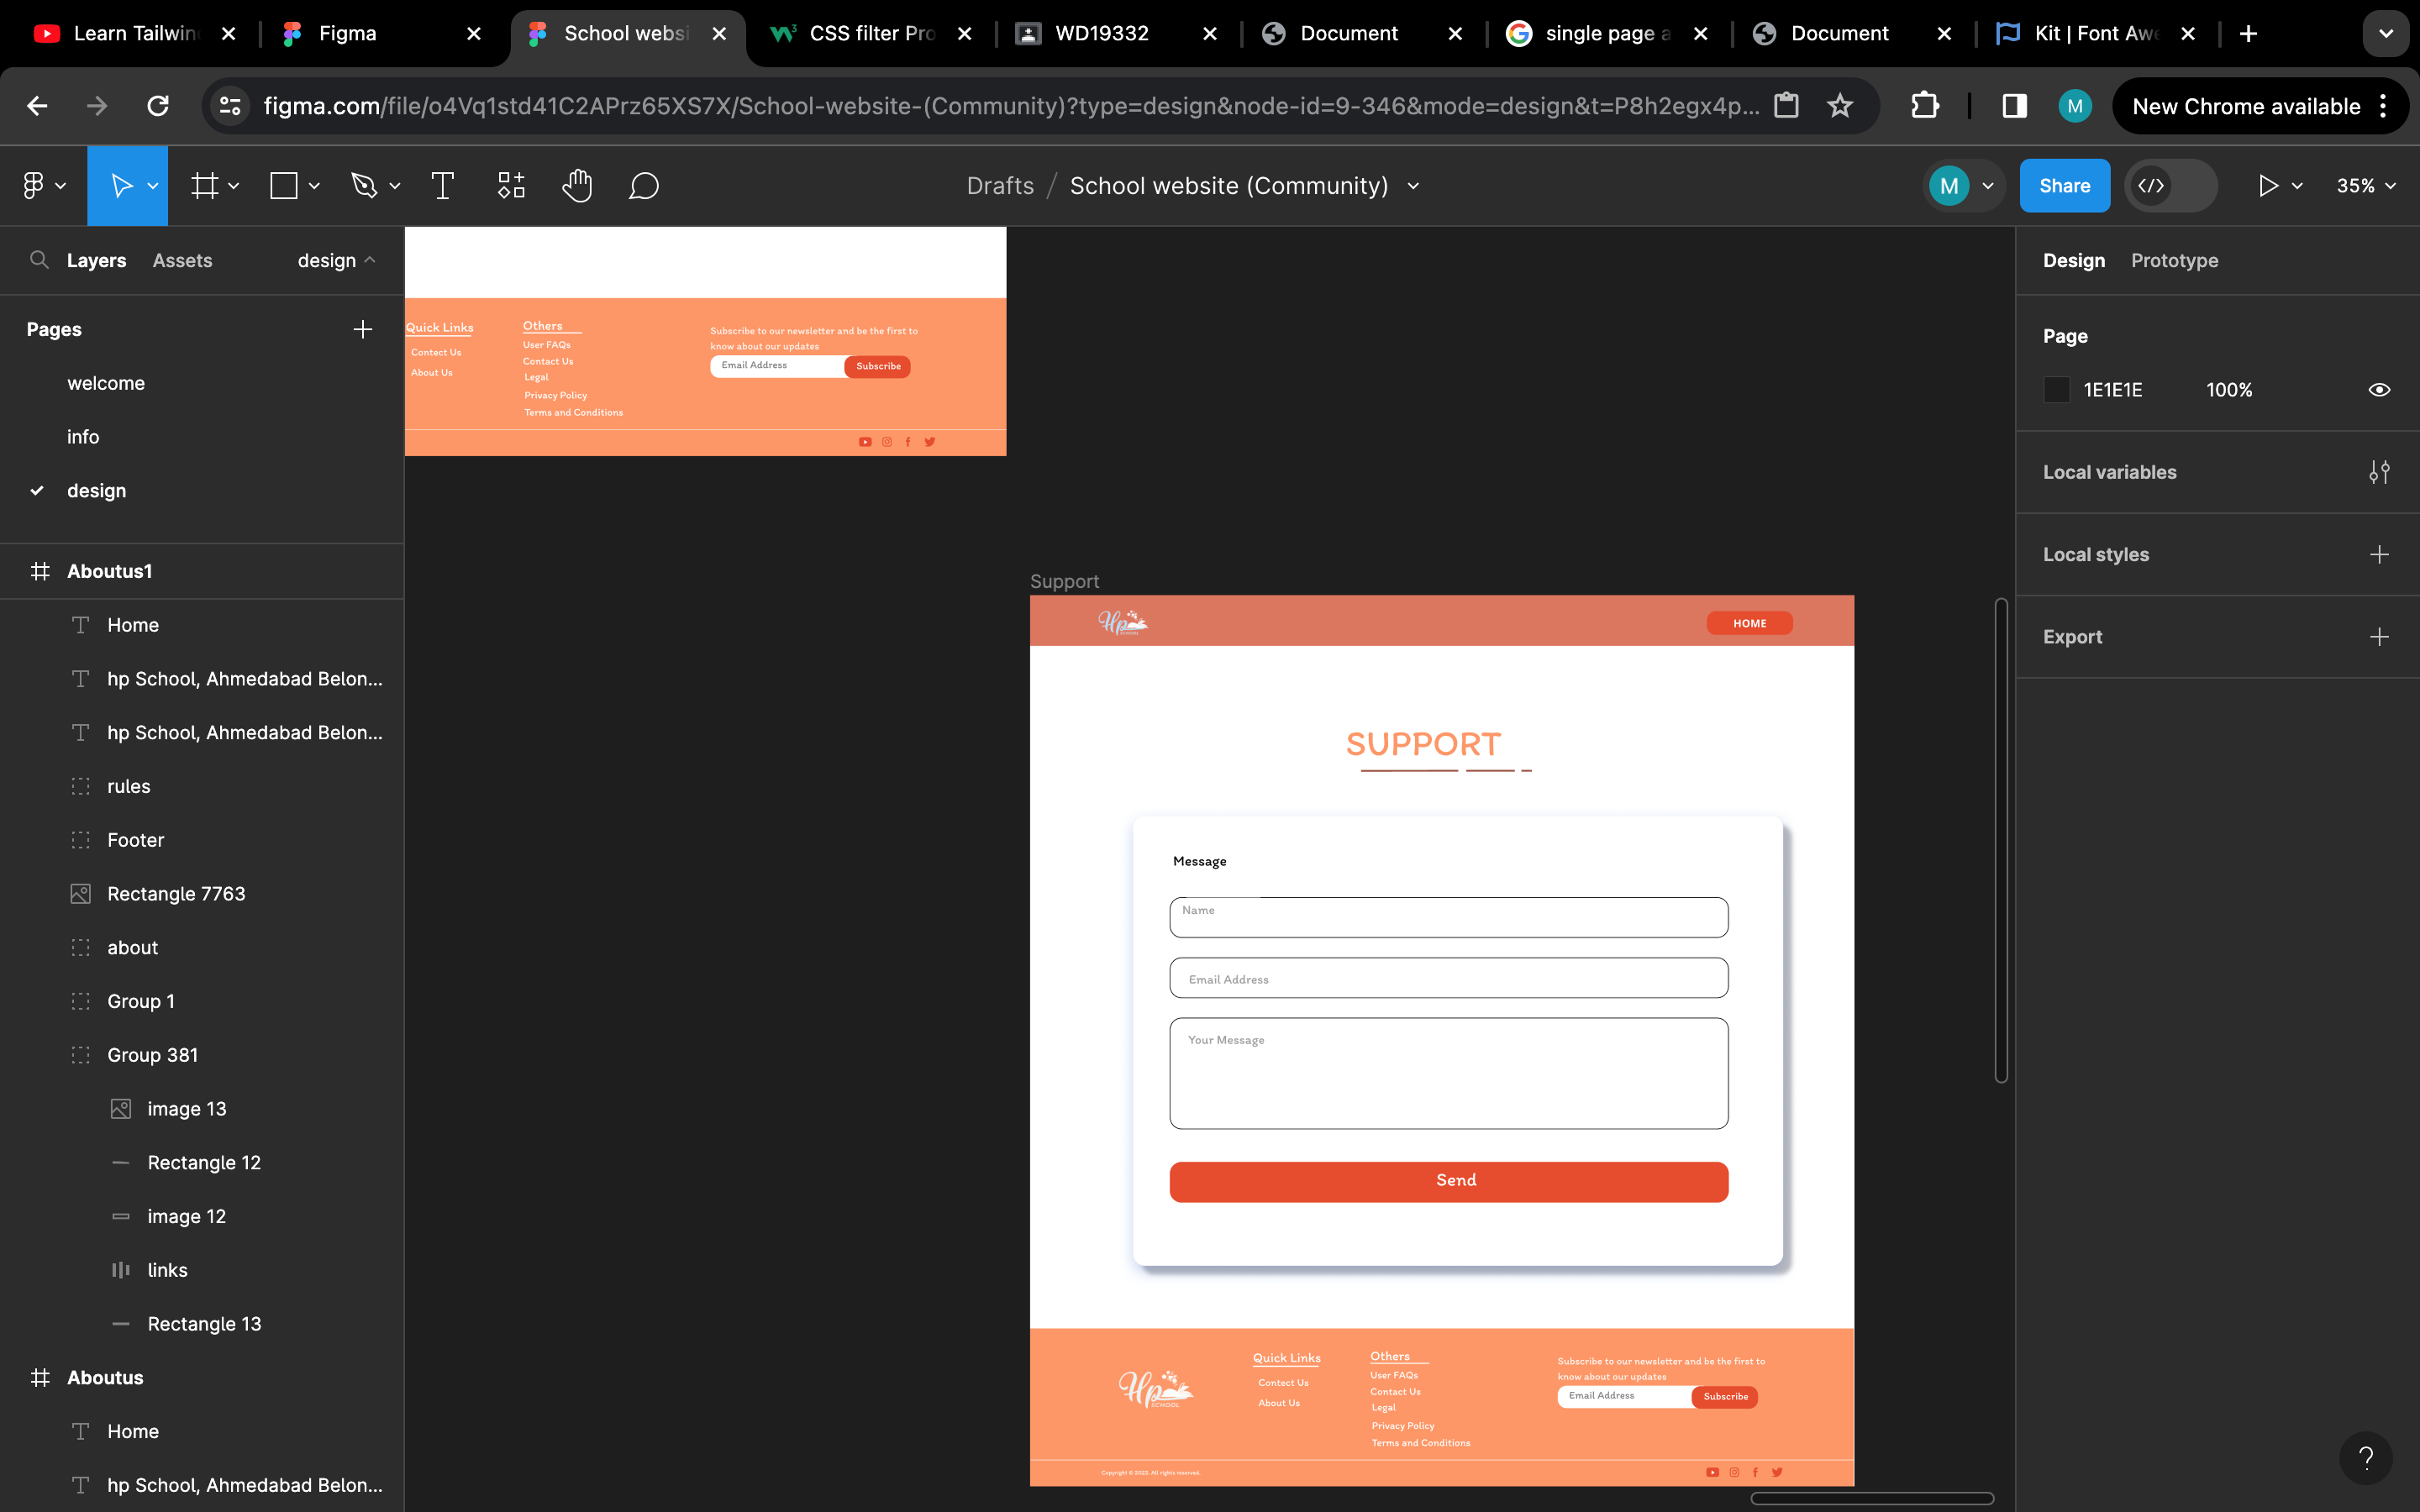 Learn Tailwin
Figma
School websi
CSS filter Pro
WD19332
Document
single page a
Document
Kit | Font Awe
figma.com/file/o4Vq1std41C2APrz65XS7X/School-website-(Community)?type=design&node-id=9-346&mode=design&t=P8h2egx4p...
M
New Chrome available
Drafts / School website (Community)
M
Share
35%
Layers
Assets
design
Pages
welcome
info
design
Aboutus1
Home
hp School, Ahmedabad Belon...
hp School, Ahmedabad Belon...
rules
Footer
Rectangle 7763
about
Group 1
Group 381
image 13
Rectangle 12
image 12
links
Rectangle 13
Aboutus
Home
hp School, Ahmedabad Belon...
Quick Links
Contect Us
About Us
Others
User FAQs
Contact Us
Legal
Privacy Policy
Terms and Conditions
Subscribe to our newsletter and be the first to
know about our updates
Email Address
Subscribe
Support
Hp
SCHOOL
HOME
SUPPORT
Message
Name
Email Address
Your Message
Send
Hp
SCHOOL
Quick Links
Contect Us
About Us
Others
User FAQs
Contact Us
Legal
Privacy Policy
Terms and Conditions
Subscribe to our newsletter and be the first to
know about our updates
Email Address
Subscribe
Copyright © 2022. All rights reserved.
Design
Prototype
Page
1E1E1E
100%
Local variables
Local styles
Export
?